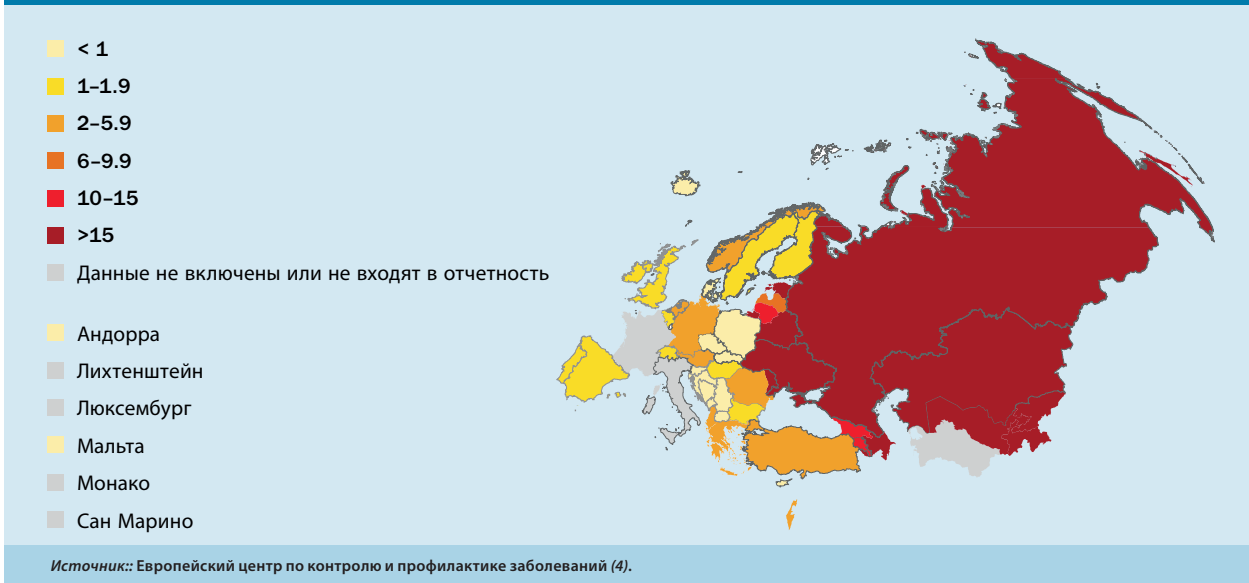 < 1
1–1.9
2–5.9
6–9.9
10–15
>15
Данные не включены или не входят в отчетность
Андорра
Лихтенштейн
Люксембург
Мальта
Монако
Сан Марино
Источник:: Европейский центр по контролю и профилактике заболеваний (4).